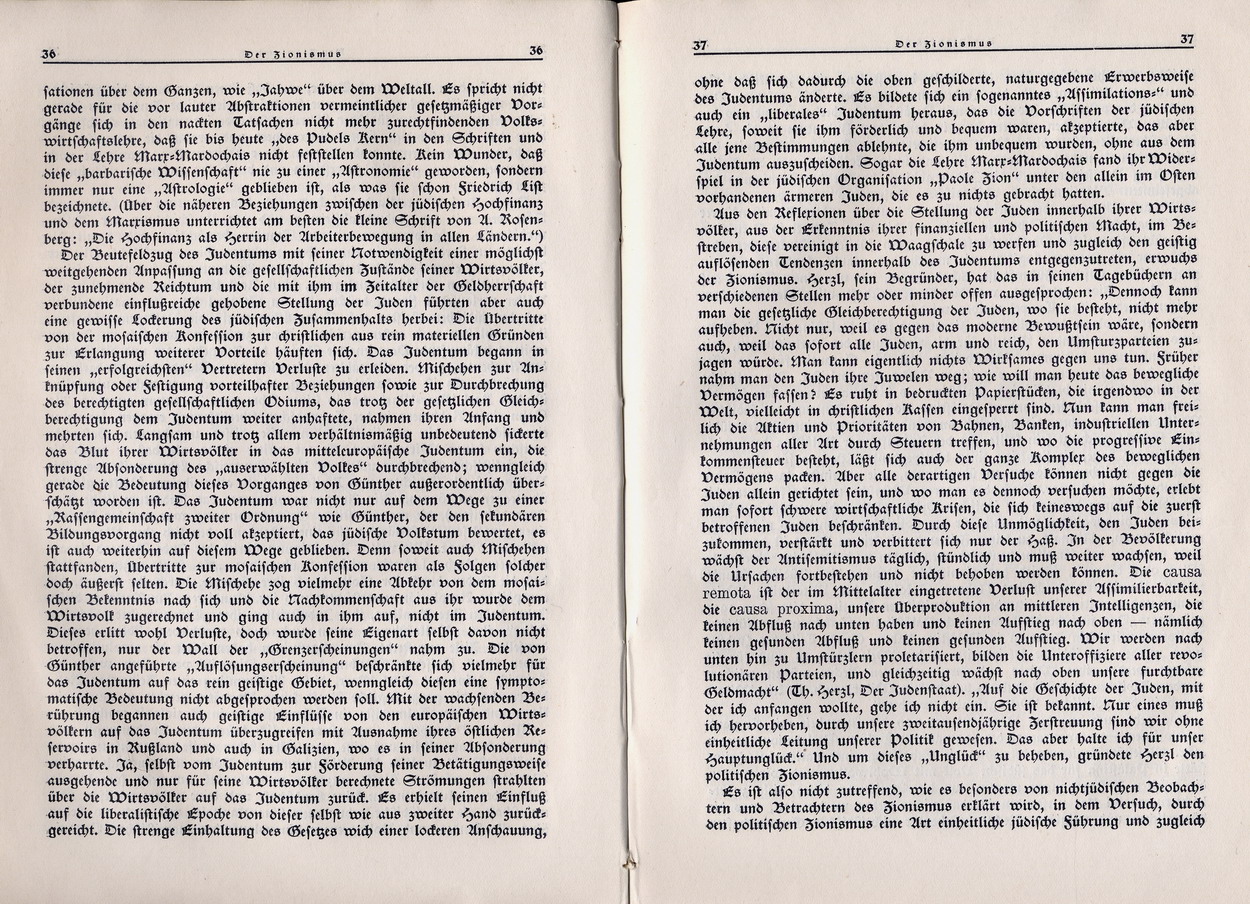 36 Der Zionismus 36
sationen über dem Ganzen, wie „Jahwe“ über dem Weltall. Es spricht nicht
gerade für die vor lauter Abstraktionen vermeintlicher gesetzmäßiger Vor-
gänge sich in den nackten Tatsachen nicht mehr zurechtfindenden Volks-
wirtschaftslehre, daß sie bis heute „des Pudels Kern“ in den Schriften und
in der Lehre Marx-Mardochais nicht feststellen konnte. Kein Wunder, daß
diese „barbarische Wissenschaft“ nie zu einer „Astronomie“ geworden, sondern
immer nur eine „Astrologie“ geblieben ist, als was sie schon Friedrich List
bezeichnete. (Über die näheren Beziehungen zwischen der jüdischen Hochfinanz
und dem Marxismus unterrichtet am besten die kleine Schrift von A. Rosen-
berg: „Die Hochfinanz als Herrin der Arbeiterbewegung in allen Ländern.“)
Der Beutefeldzug des Judentums mit seiner Notwendigkeit einer möglichst
weitgehenden Anpassung an die gesellschaftlichen Zustände seiner Wirtsvölker,
der zunehmende Reichtum und die mit ihm im Zeitalter der Geldherrschaft
verbundene einflußreiche gehobene Stellung der Juden führten aber auch
eine gewisse Lockerung des jüdischen Zusammenhalts herbei: Die Übertritte
von der mosaischen Konfession zur christlichen aus rein materiellen Gründen
zur Erlangung weiterer Vorteile häuften sich. Das Judentum begann in
seinen „erfolgreichsten“ Vertretern Verluste zu erleiden. Mischehen zur An-
knüpfung oder Festigung vorteilhafter Beziehungen sowie zur Durchbrechung
des berechtigten gesellschaftlichen Odiums, das trotz der gesetzlichen Gleich-
berechtigung dem Judentum weiter anhaftete, nahmen ihren Anfang und
mehrten sich. Langsam und trotz allem verhältnismäßig unbedeutend sickerte
das Blut ihrer Wirtsvölker in das mitteleuropäische Judentum ein, die
strenge Absonderung des „auserwählten Volkes“ durchbrechend; wenngleich
gerade die Bedeutung dieses Vorganges von Günther außerordentlich über-
schätzt worden ist. Das Judentum war nicht nur auf dem Wege zu einer
„Rassengemeinschaft zweiter Ordnung“ wie Günther, der den sekundären
Bildungsvorgang nicht voll akzeptiert, das jüdische Volkstum bewertet, es
ist auch weiterhin auf diesem Wege geblieben. Denn soweit auch Mischehen
stattfanden, Übertritte zur mosaischen Konfession waren als Folgen solcher
doch äußerst selten. Die Mischehe zog vielmehr eine Abkehr von dem mosai-
schen Bekenntnis nach sich und die Nachkommenschaft aus ihr wurde dem
Wirtsvolk zugerechnet und ging auch in ihm auf, nicht im Judentum.
Dieses erlitt wohl Verluste, doch wurde seine Eigenart selbst davon nicht
betroffen, nur der Wall der „Grenzerscheinungen“ nahm zu. Die von
Günther angeführte „Auflösungserscheinung“ beschränkte sich vielmehr für
das Judentum auf das rein geistige Gebiet, wenngleich diesen eine sympto-
matische Bedeutung nicht abgesprochen werden soll. Mit der wachsenden Be-
rührung begannen auch geistige Einflüsse von den europäischen Wirts-
völkern auf das Judentum überzugreifen mit Ausnahme ihres östlichen Re-
servoirs in Rußland und auch in Galizien, wo es in seiner Absonderung
verharrte. Ja, selbst vom Judentum zur Förderung seiner Betätigungsweise
ausgehende und nur für seine Wirtsvölker berechnete Strömungen strahlten
über die Wirtsvölker auf das Judentum zurück. Es erhielt seinen Einfluß
auf die liberalistische Epoche von dieser selbst wie aus zweiter Hand zurück-
gereicht. Die strenge Einhaltung des Gesetzes wich einer lockeren Anschauung,
37 Der Zionismus 37
ohne daß sich dadurch die oben geschilderte, naturgegebene Erwerbsweise
des Judentums änderte. Es bildete sich ein sogenanntes „Assimilations-“ und
auch ein „liberales“ Judentum heraus, das die Vorschriften der jüdischen
Lehre, soweit sie ihm förderlich und bequem waren, akzeptierte, das aber
alle jene Bestimmungen ablehnte, die ihm unbequem wurden, ohne aus dem
Judentum auszuscheiden. Sogar die Lehre Marx-Mardochais fand ihr Wider-
spiel in der jüdischen Organisation „Paole Zion“ unter den allein im Osten
vorhandenen ärmeren Juden, die es zu nichts gebracht hatten.
Aus den Reflexionen über die Stellung der Juden innerhalb ihrer Wirts-
völker, aus der Erkenntnis ihrer finanziellen und politischen Macht, im Be-
streben, diese vereinigt in die Waagschale zu werfen und zugleich den geistig
auflösenden Tendenzen innerhalb des Judentums entgegenzutreten, erwuchs
der Zionismus. Herzl, sein Begründer, hat das in seinen Tagebüchern an
verschiedenen Stellen mehr oder minder offen ausgesprochen: „Dennoch kann
man die gesetzliche Gleichberechtigung der Juden, wo sie besteht, nicht mehr
aufheben. Nicht nur, weil es gegen das moderne Bewußtsein wäre, sondern
auch, weil das sofort alle Juden, arm und reich, den Umsturzparteien zu-
jagen würde. Man kann eigentlich nichts Wirksames gegen uns tun. Früher
nahm man den Juden ihre Juwelen weg; wie will man heute das bewegliche
Vermögen fassen? Es ruht in bedruckten Papierstücken, die irgendwo in der
Welt, vielleicht in christlichen Kassen eingesperrt sind. Nun kann man frei-
lich die Aktien und Prioritäten von Bahnen, Banken, industriellen Unter-
nehmungen aller Art durch Steuern treffen, und wo die progressive Ein-
kommensteuer besteht, läßt sich auch der ganze Komplex des beweglichen
Vermögens packen. Aber alle derartigen Versuche können nicht gegen die
Juden allein gerichtet sein, und wo man es dennoch versuchen möchte, erlebt
man sofort schwere wirtschaftliche Krisen, die sich keineswegs auf die zuerst
betroffenen Juden beschränken. Durch diese Unmöglichkeit, den Juden bei-
zukommen, verstärkt und verbittert sich nur der Haß. In der Bevölkerung
wächst der Antisemitismus täglich, stündlich und muß weiter wachsen, weil
die Ursachen fortbestehen und nicht behoben werden können. Die causa
remota ist der im Mittelalter eingetretene Verlust unserer Assimilierbarkeit,
die causa proxima, unsere Überproduktion an mittleren Intelligenzen, die
keinen Abfluß nach unten haben und keinen Aufstieg nach oben — nämlich
keinen gesunden Abfluß und keinen gesunden Aufstieg. Wir werden nach
unten hin zu Umstürzlern proletarisiert, bilden die Unteroffiziere aller revo-
lutionären Parteien, und gleichzeitig wächst nach oben unsere furchtbare
Geldmacht“ (Th. Herzl, Der Judenstaat). „Auf die Geschichte der Juden, mit
der ich anfangen wollte, gehe ich nicht ein. Sie ist bekannt. Nur eines muß
ich hervorheben, durch unsere zweitausendjährige Zerstreuung sind wir ohne
einheitliche Leitung unserer Politik gewesen. Das aber halte ich für unser
Hauptunglück.“ Und um dieses „Unglück“ zu beheben, gründete Herzl den
politischen Zionismus.
Es ist also nicht zutreffend, wie es besonders von nichtjüdischen Beobach-
tern und Betrachtern des Zionismus erklärt wird, in dem Versuch, durch
den politischen Zionismus eine Art einheitliche jüdische Führung und zugleich